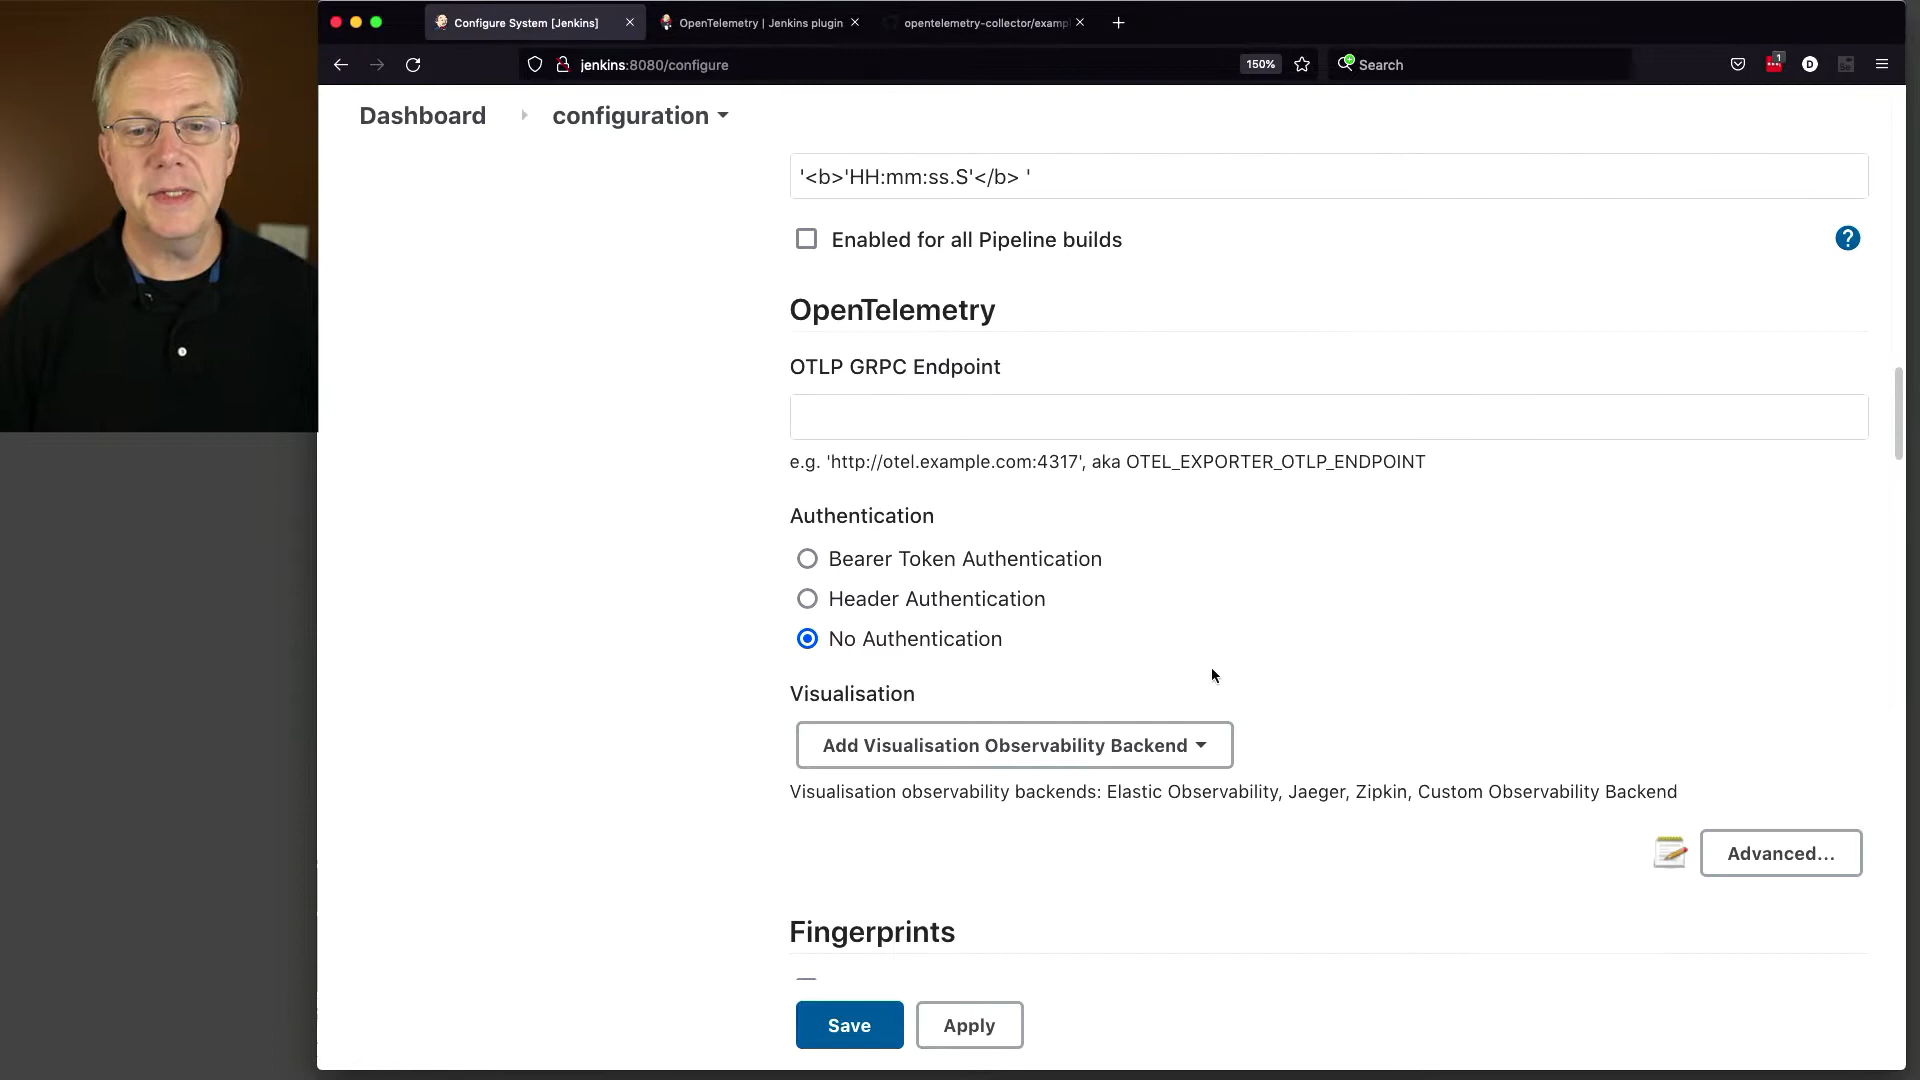 Configure System [Jenkins]
OpenTelemetry | Jenkins plugin
opentelemetry-collector/examp
jenkins:8080/configure
150%
Search
1
D
Dashboard
configuration
'<b>'HH:mm:ss.S'</b> '
Enabled for all Pipeline builds
?
OpenTelemetry
OTLP GRPC Endpoint
e.g. 'http://otel.example.com:4317', aka OTEL_EXPORTER_OTLP_ENDPOINT
Authentication
Bearer Token Authentication
Header Authentication
No Authentication
Visualisation
Add Visualisation Observability Backend
Visualisation observability backends: Elastic Observability, Jaeger, Zipkin, Custom Observability Backend
Advanced...
Fingerprints
Save
Apply